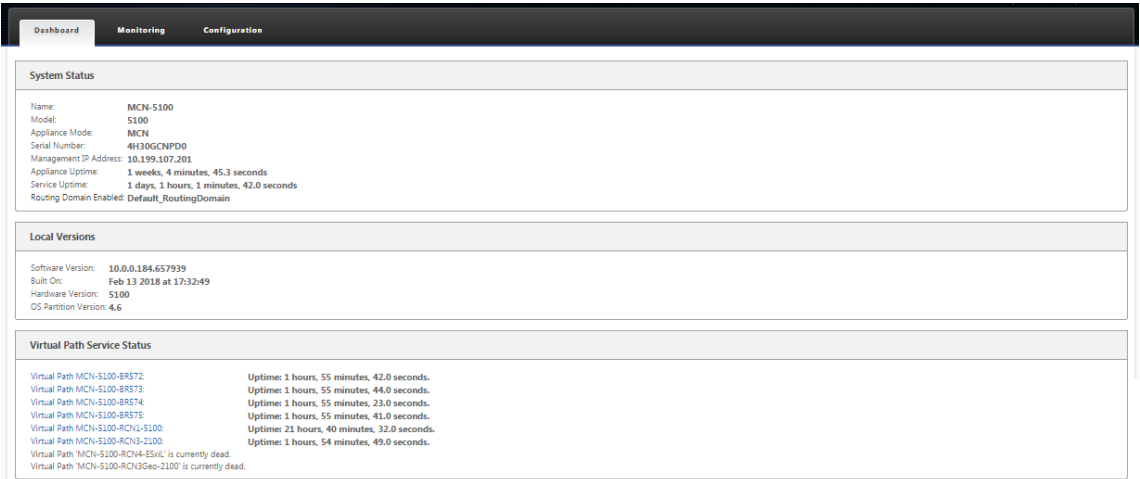 Dashboard Monitoring Configuration
System Status
Name: MCN-5100
Model: 5100
Appliance Mode: MCN
Serial Number: 4H30GCNPD0
Management IP Address: 10.199.107.201
Appliance Uptime: 1 weeks, 4 minutes, 45.3 seconds
Service Uptime: 1 days, 1 hours, 1 minutes, 42.0 seconds
Routing Domain Enabled: Default_RoutingDomain
Local Versions
Software Version: 10.0.0.184.657939
Built On: Feb 13 2018 at 17:32:49
Hardware Version: 5100
OS Partition Version: 4.6
Virtual Path Service Status
Virtual Path MCN-5100-BR572: Uptime: 1 hours, 55 minutes, 42.0 seconds.
Virtual Path MCN-5100-BR573: Uptime: 1 hours, 55 minutes, 44.0 seconds.
Virtual Path MCN-5100-BR574: Uptime: 1 hours, 55 minutes, 23.0 seconds.
Virtual Path MCN-5100-BR575: Uptime: 1 hours, 55 minutes, 41.0 seconds.
Virtual Path MCN-5100-RCN1-5100: Uptime: 21 hours, 40 minutes, 32.0 seconds.
Virtual Path MCN-5100-RCN3-2100: Uptime: 1 hours, 54 minutes, 49.0 seconds.
Virtual Path 'MCN-5100-RCN4-ESxiL' is currently dead.
Virtual Path 'MCN-5100-RCN3Geo-2100' is currently dead.